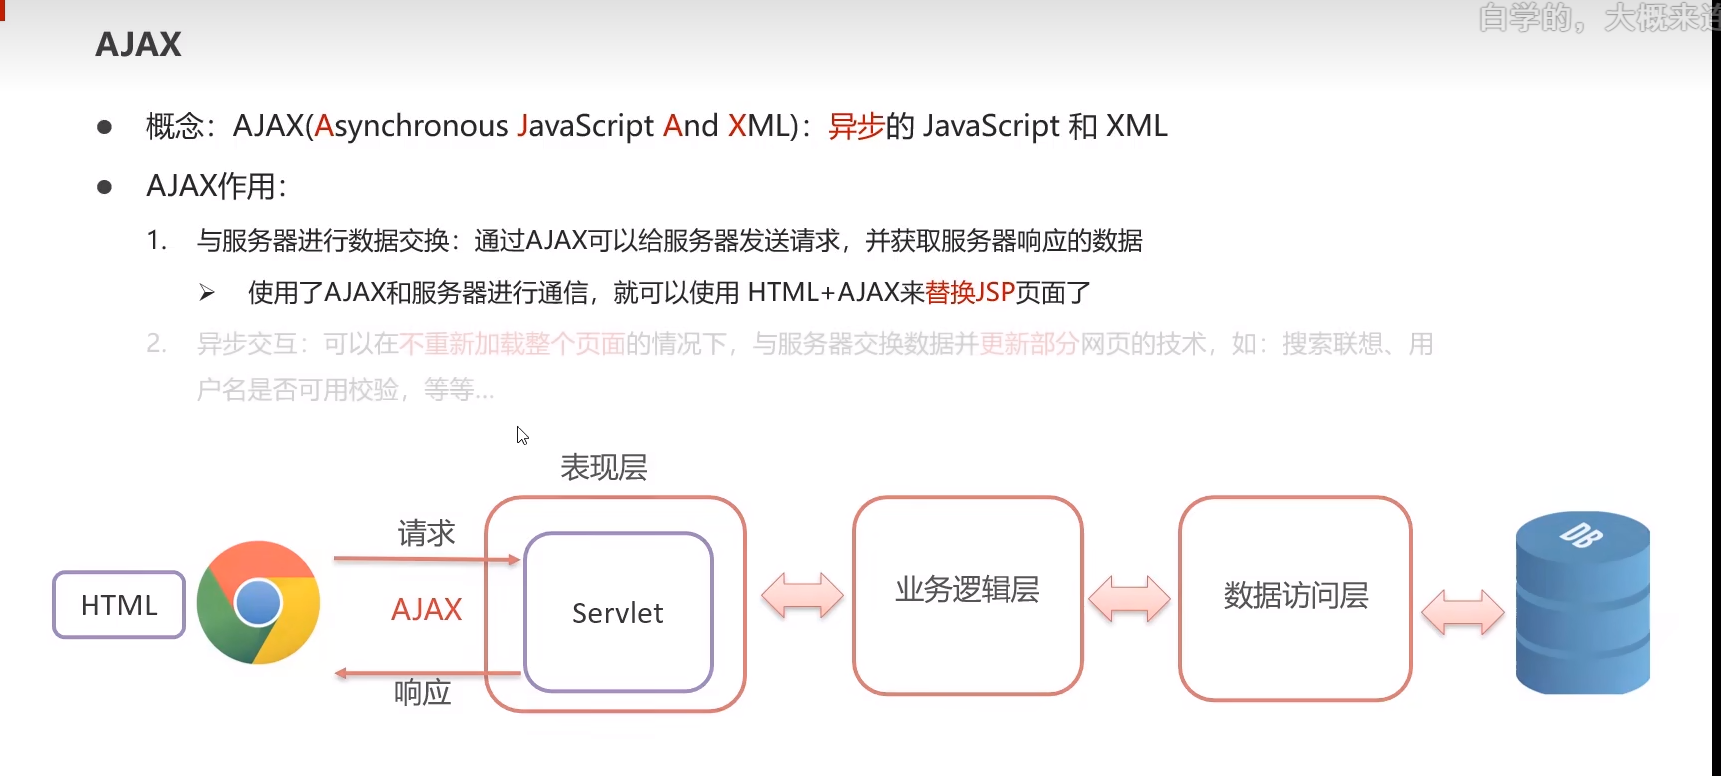 白学的，大概来连
AJAX
● 概念：AJAX(Asynchronous JavaScript And XML)：异步的 JavaScript 和 XML
● AJAX作用：
1. 与服务器进行数据交换：通过AJAX可以给服务器发送请求，并获取服务器响应的数据
➢ 使用了AJAX和服务器进行通信，就可以使用 HTML+AJAX来替换JSP页面了
2. 异步交互：可以在不重新加载整个页面的情况下，与服务器交换数据并更新部分网页的技术，如：搜索联想、用
户名是否可用校验，等等...
表现层
请求
HTML
AJAX
Servlet
业务逻辑层
数据访问层
DB
响应